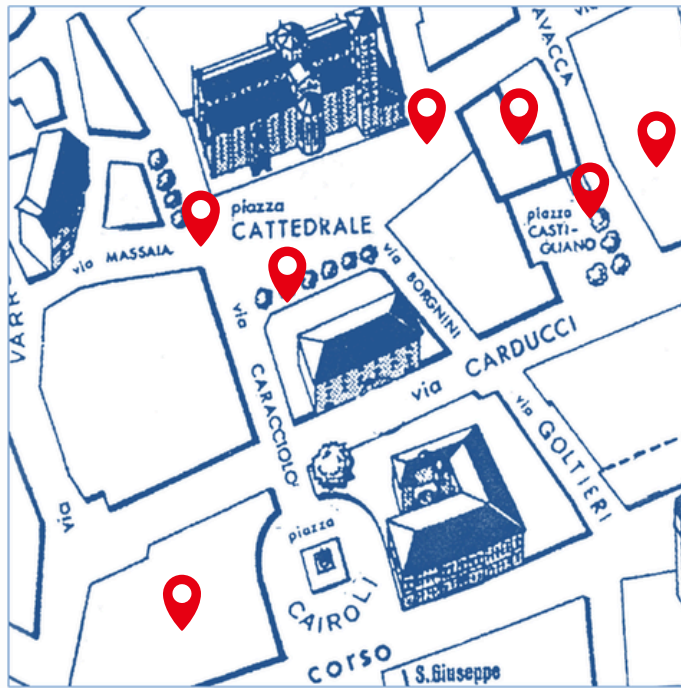 AVACCA
piazza
CATTEDRALE
piazza
CASTI-
GLIANO
via MASSAIA
via BORGNINI
via CARACCIOLO
via CARDUCCI
via GOLTIERI
VARR
via
piazza
CAIROLI
corso
S. Giuseppe